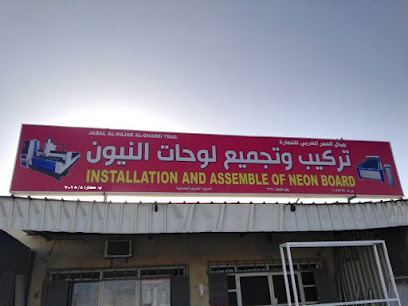 JABAL AL-HAJAR AL-GHARBI TRAD.
جبال الحجر الغربي للتجارة
تركيب وتجميع لوحات النيون
INSTALLATION AND ASSEMBLE OF NEON BOARD